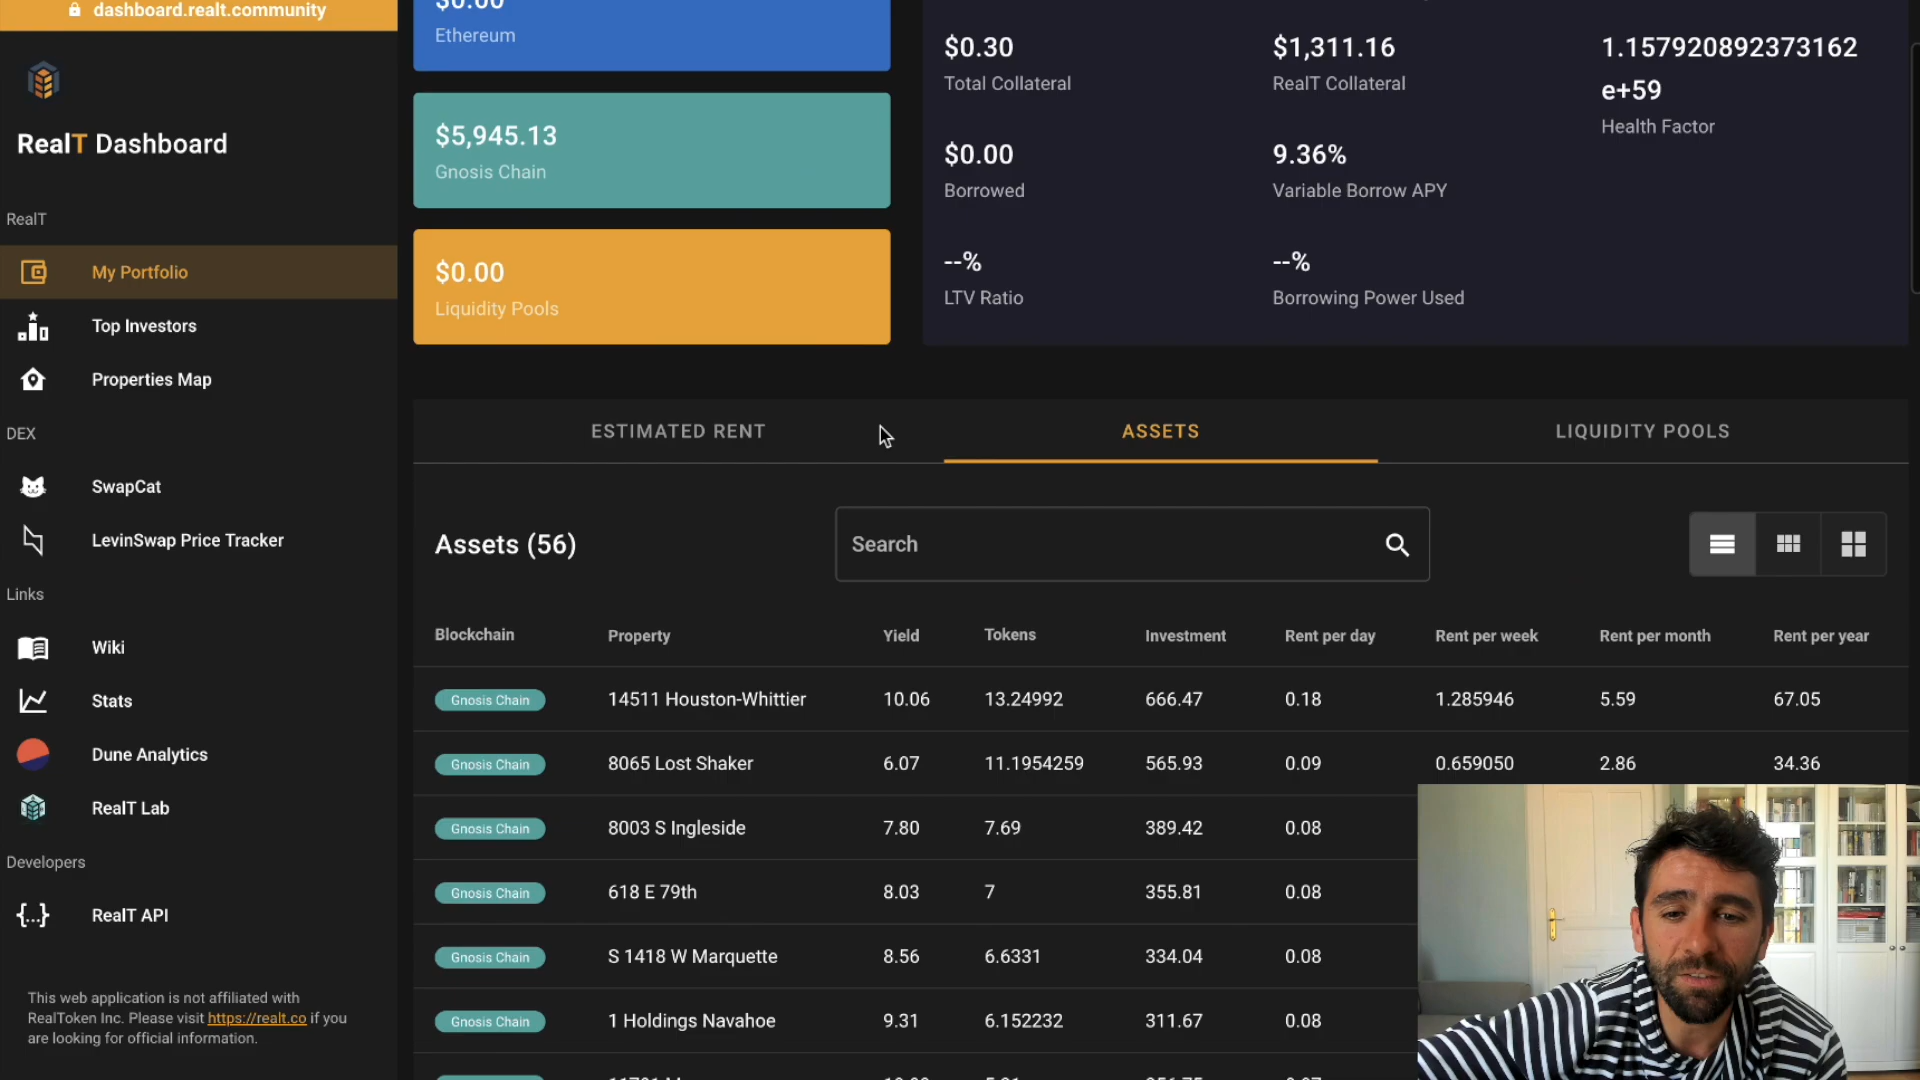 dashboard.realt.community
RealT Dashboard
RealT
My Portfolio
Top Investors
Properties Map
DEX
SwapCat
LevinSwap Price Tracker
Links
Wiki
Stats
Dune Analytics
RealT Lab
Developers
{...} RealT API
This web application is not affiliated with
RealToken Inc. Please visit https://realt.co if you
are looking for official information.
$0.00
Ethereum
$5,945.13
Gnosis Chain
$0.00
Liquidity Pools
$0.30
Total Collateral
$1,311.16
RealT Collateral
1.157920892373162
e+59
Health Factor
$0.00
Borrowed
9.36%
Variable Borrow APY
--%
LTV Ratio
--%
Borrowing Power Used
ESTIMATED RENT ASSETS LIQUIDITY POOLS
Assets (56) Search
Blockchain Property Yield Tokens Investment Rent per day Rent per week Rent per month Rent per year
Gnosis Chain 14511 Houston-Whittier 10.06 13.24992 666.47 0.18 1.285946 5.59 67.05
Gnosis Chain 8065 Lost Shaker 6.07 11.1954259 565.93 0.09 0.659050 2.86 34.36
Gnosis Chain 8003 S Ingleside 7.80 7.69 389.42 0.08
Gnosis Chain 618 E 79th 8.03 7 355.81 0.08
Gnosis Chain S 1418 W Marquette 8.56 6.6331 334.04 0.08
Gnosis Chain 1 Holdings Navahoe 9.31 6.152232 311.67 0.08